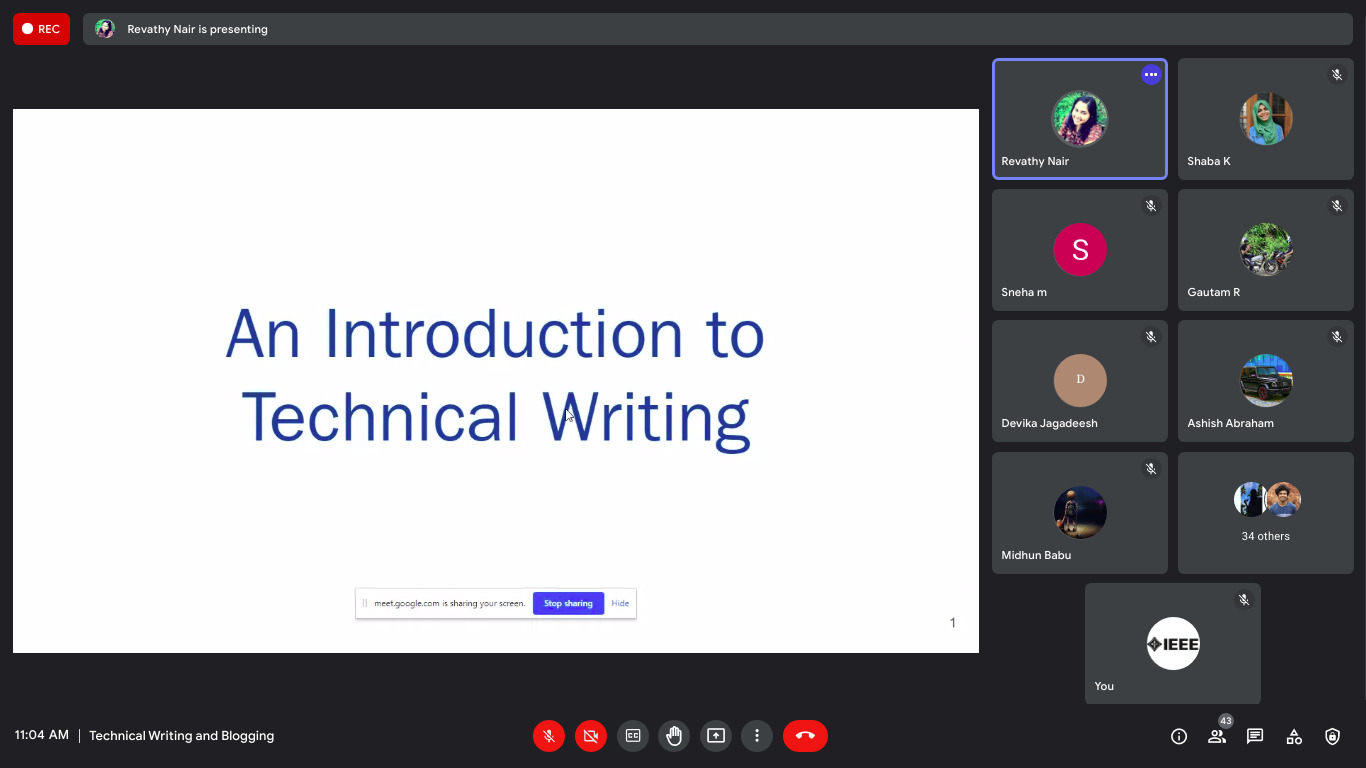 REC
Revathy Nair is presenting
An Introduction to
Technical Writing
meet.google.com is sharing your screen.
Stop sharing
Hide
1
Revathy Nair
Shaba K
S
Sneha m
Gautam R
D
Devika Jagadeesh
Ashish Abraham
Midhun Babu
34 others
IEEE
You
11:04 AM | Technical Writing and Blogging
CC
43